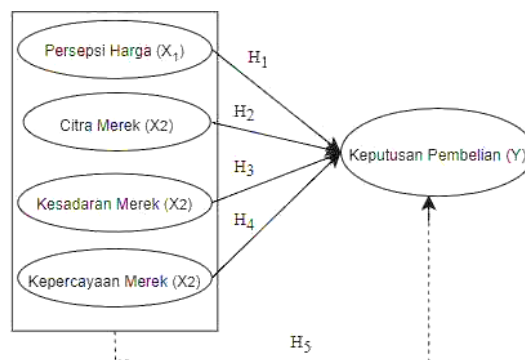 Persepsi Harga (X₁)
H₁
Citra Merek (X2)
H₂
Keputusan Pembelian (Y)
H₃
Kesadaran Merek (X2)
H₄
Kepercayaan Merek (X2)
H₅